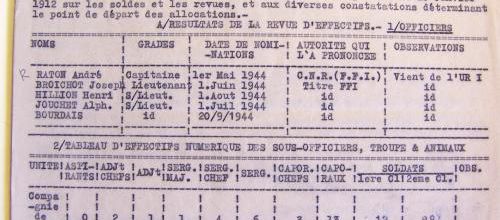 1912 sur les soldes et les revues, et aux diverses constatations déterminant
le point de départ des allocations.-
A/RESULTATS DE LA REVUE D'EFFECTIFS.- 1/OFFICIERS
NOMS ! GRADES ! DATE DE NOMI- ! AUTORITE QUI ! OBSERVATIONS
NATIONS ! L'A PRONONCEE !
R RATON André !Capitaine !1er Mai 1944 ! C.N.R.(F.F.I.) ! Vient de l'UR I
BROICHOT Joseph Lieutenant!1.Juin 1944 ! Titre FFI ! id
HILLION Henri !S/Lieut. !1.Aout 1944 ! id ! id
JOUCHET Alph. !S/Lieut. !1.Juil 1944 ! id ! id
BOURDAIS ! id !20/9/1944 ! id ! id
2/TABLEAU D'EFFECTIFS NUMERIQUE DES SOUS-OFFICIERS, TROUPE & ANIMAUX
UNITE!ASPI-!ADJt !ADJt!SERG.!SERG.!SERG.!CAPOR.!CAPO-! SOLDATS !OBS.
!RANTS!CHEFS! !MAJ. !CHEF ! !CHEFS !RAUX !1ere Cl!2eme Cl.!
Compa
gnie
de